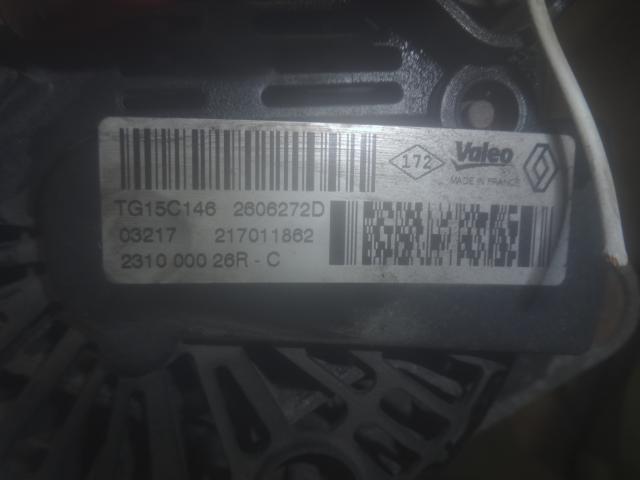 172 Valeo
MADE IN FRANCE
TG15C146 2606272D
03217 217011862
2310 000 26R - C